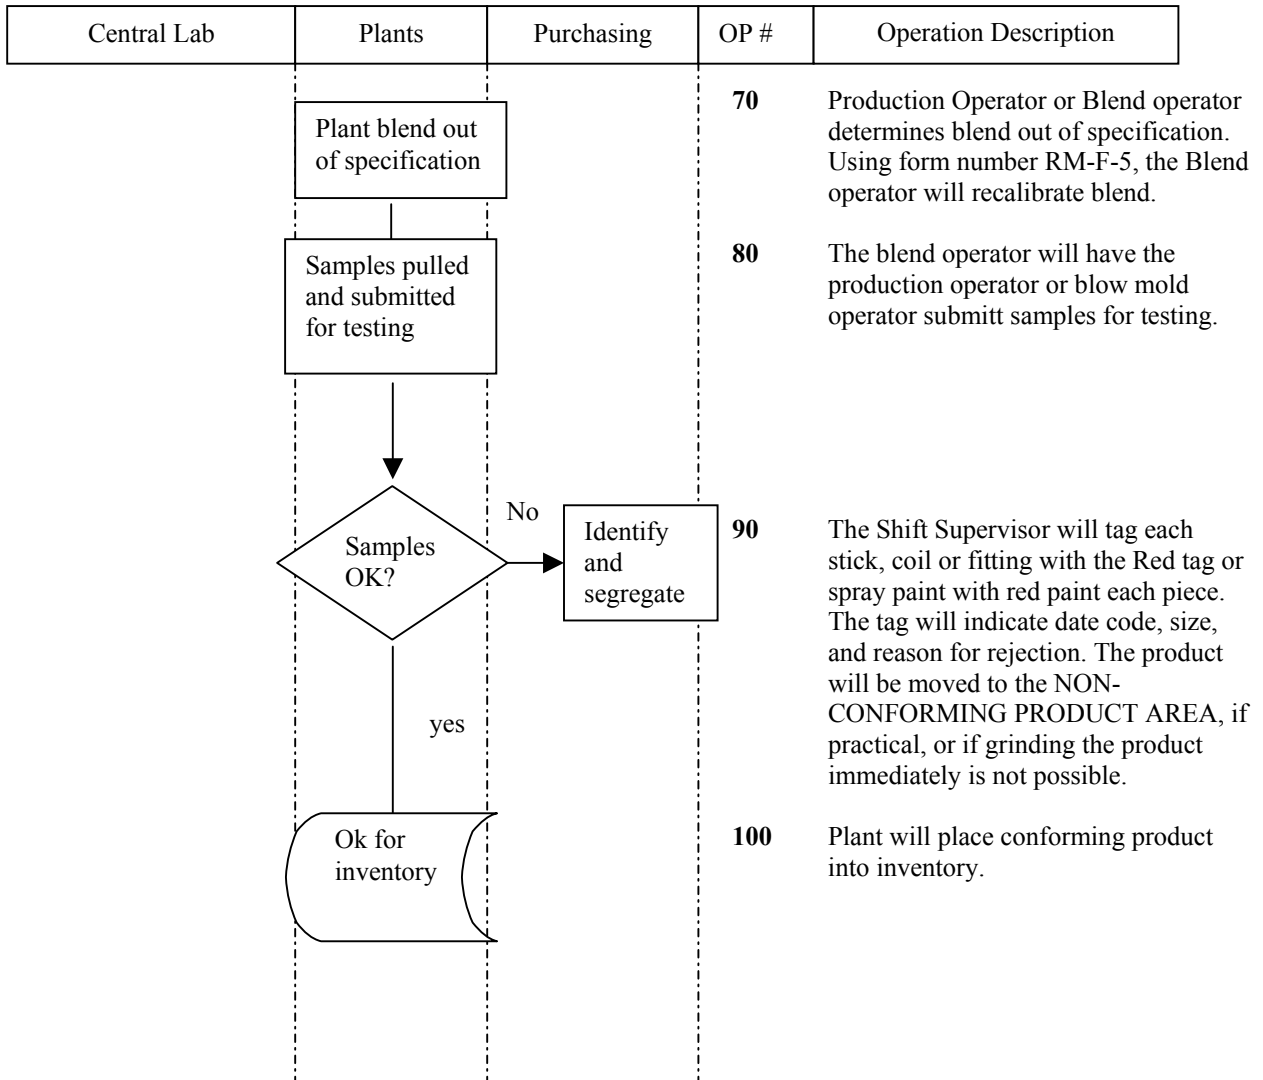 Central Lab
Plants
Purchasing
OP #
Operation Description
Plant blend out
of specification
70
Production Operator or Blend operator
determines blend out of specification.
Using form number RM-F-5, the Blend
operator will recalibrate blend.
Samples pulled
and submitted
for testing
80
The blend operator will have the
production operator or blow mold
operator submitt samples for testing.
Samples
OK?
No
Identify
and
segregate
90
The Shift Supervisor will tag each
stick, coil or fitting with the Red tag or
spray paint with red paint each piece.
The tag will indicate date code, size,
and reason for rejection. The product
will be moved to the NON-
CONFORMING PRODUCT AREA, if
practical, or if grinding the product
immediately is not possible.
yes
Ok for
inventory
100
Plant will place conforming product
into inventory.